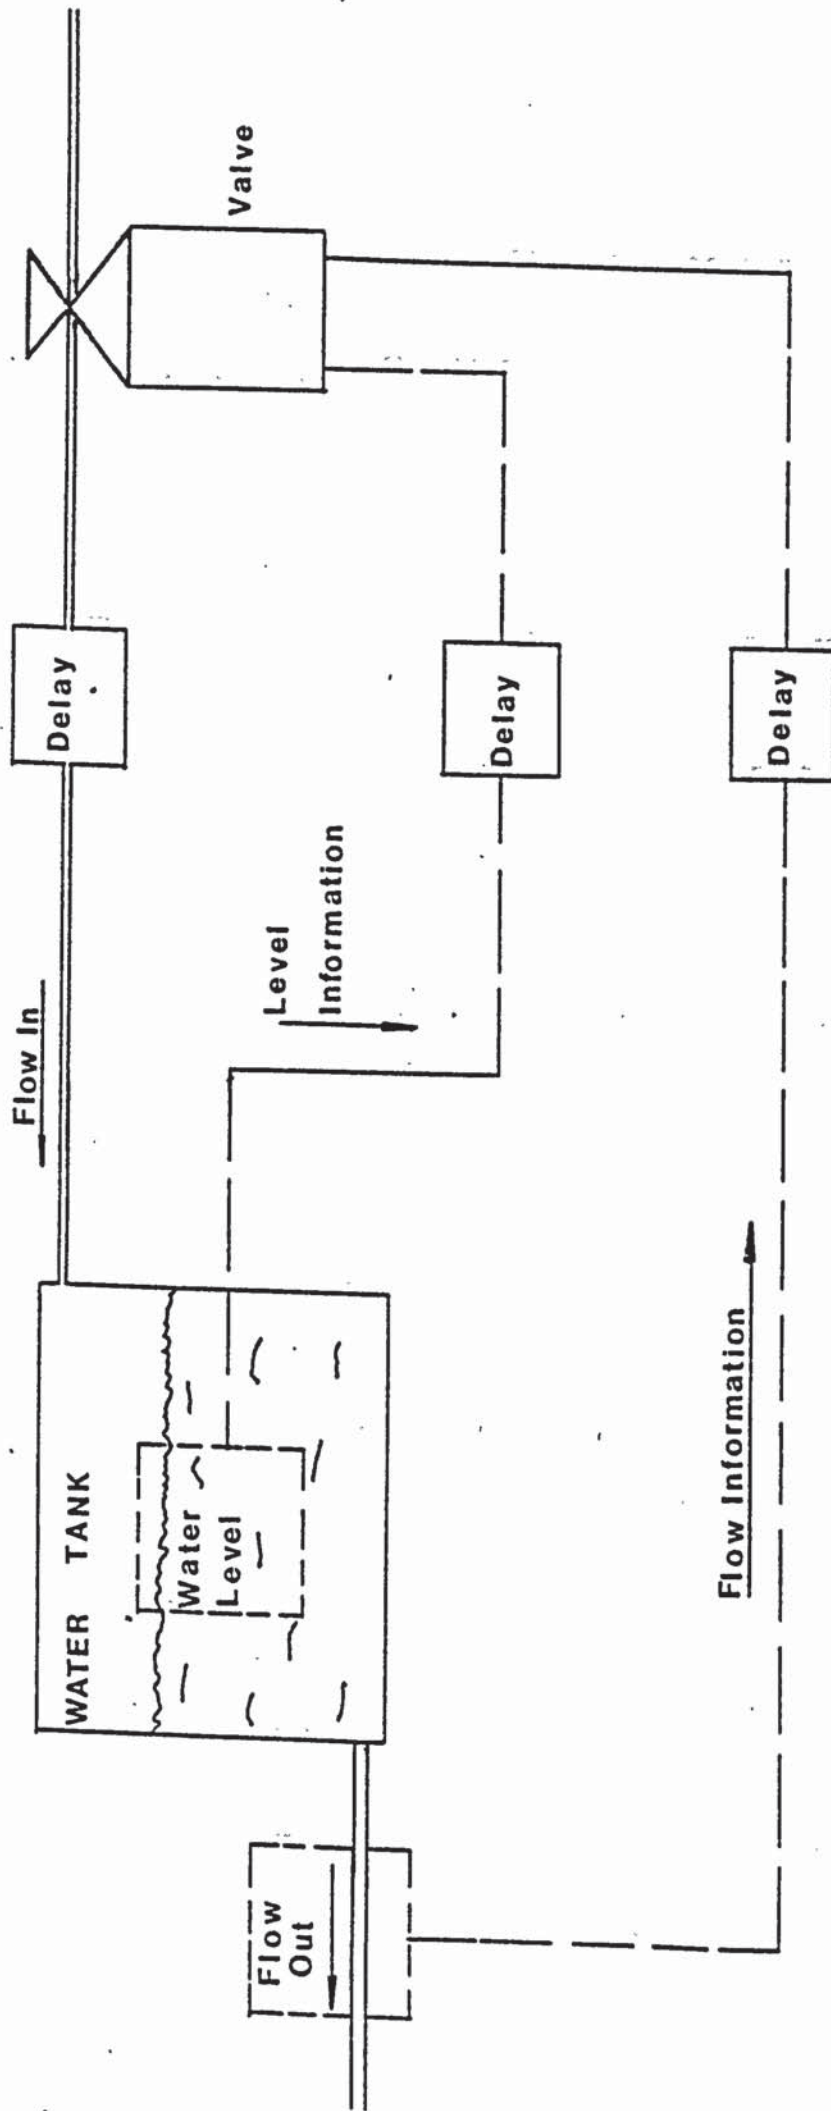 Flow In
Delay
Valve
WATER TANK
Water
Level
Level
Information
Delay
Flow
Out
Flow Information
Delay